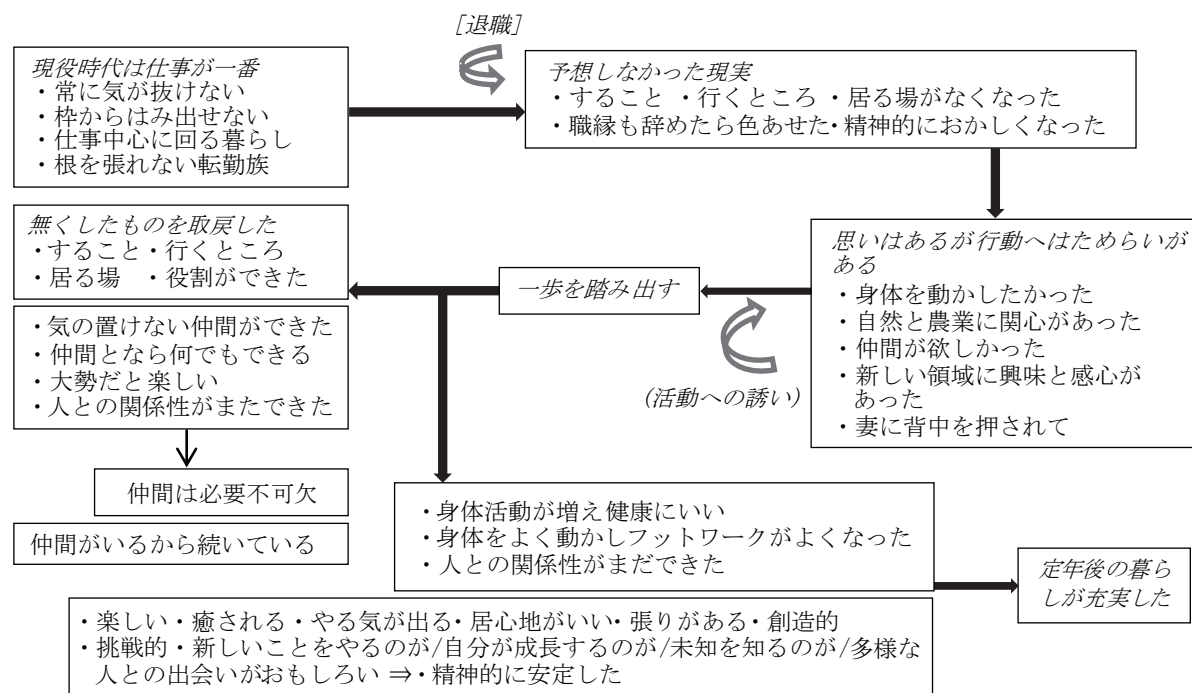 [退職]
現役時代は仕事が一番
・常に気が抜けない
・枠からはみ出せない
・仕事中心に回る暮らし
・根を張れない転勤族
予想しなかった現実
・すること ・行くところ ・居る場がなくなった
・職縁も辞めたら色あせた・精神的におかしくなった
思いはあるが行動へはためらいが
ある
・身体を動かしたかった
・自然と農業に関心があった
・仲間が欲しかった
・新しい領域に興味と感心が
あった
・妻に背中を押されて
(活動への誘い)
一歩を踏み出す
無くしたものを取戻した
・すること・行くところ
・居る場 ・役割ができた
・気の置けない仲間ができた
・仲間となら何でもできる
・大勢だと楽しい
・人との関係性がまたできた
仲間は必要不可欠
仲間がいるから続いている
・身体活動が増え健康にいい
・身体をよく動かしフットワークがよくなった
・人との関係性がまだできた
・楽しい・癒される・やる気が出る・居心地がいい・張りがある・創造的
・挑戦的・新しいことをやるのが/自分が成長するのが/未知を知るのが/多様な
人との出会いがおもしろい ⇒・精神的に安定した
定年後の暮ら
しが充実した